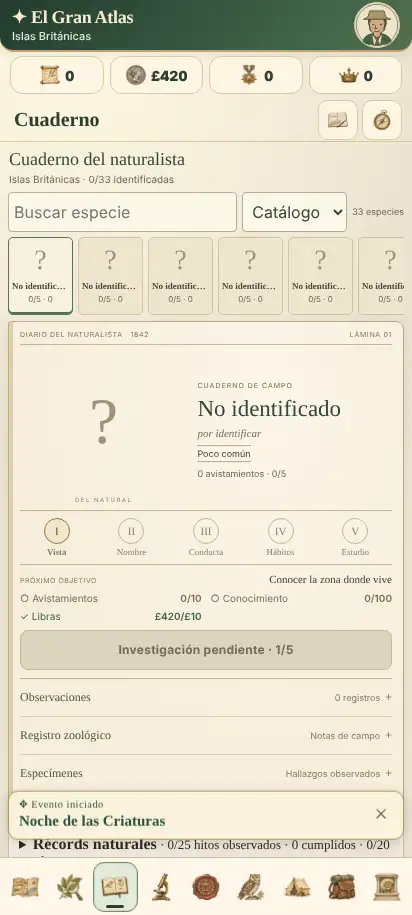 ✦ El Gran Atlas
Islas Británicas
0
£420
0
0
Cuaderno
Cuaderno del naturalista
Islas Británicas · 0/33 identificadas
Buscar especie
Catálogo
33 especies
?
No identific…
0/5 · 0
?
No identific…
0/5 · 0
?
No identific…
0/5 · 0
?
No identific…
0/5 · 0
?
No identific…
0/5 · 0
?
No identific
0/5 · 0
DIARIO DEL NATURALISTA 1842
LÁMINA 01
?
DEL NATURAL
CUADERNO DE CAMPO
No identificado
por identificar
Poco común
0 avistamientos · 0/5
I
Vista
II
Nombre
III
Conducta
IV
Hábitos
V
Estudio
PRÓXIMO OBJETIVO
Conocer la zona donde vive
○ Avistamientos 0/10
○ Conocimiento 0/100
✓ Libras £420/£10
Investigación pendiente · 1/5
Observaciones 0 registros +
Registro zoológico Notas de campo +
Especímenes Hallazgos observados +
✥ Evento iniciado
Noche de las Criaturas
×
▶ Récords naturales · 0/25 hitos observados · 0 cumplidos · 0/20